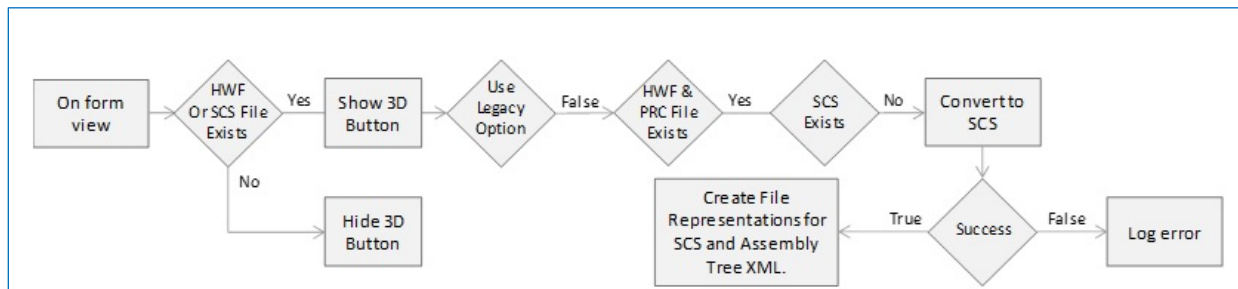 On form
view
HWF
Or SCS File
Exists
Yes
Show 3D
Button
Use
Legacy
Option
False
HWF &
PRC File
Exists
Yes
SCS
Exists
No
Convert to
SCS
No
Hide 3D
Button
Create File
Representations for
SCS and Assembly
Tree XML.
True
Success
False
Log error